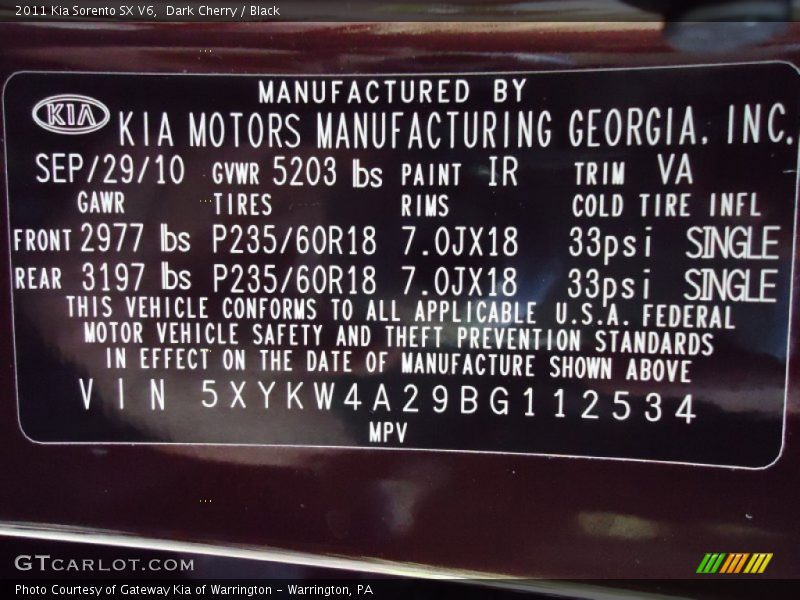 2011 Kia Sorento SX V6,  Dark Cherry / Black
MANUFACTURED BY
KIA KIA MOTORS MANUFACTURING GEORGIA, INC.
SEP/29/10 GVWR 5203 lbs PAINT IR TRIM VA
GAWR TIRES RIMS COLD TIRE INFL
FRONT 2977 lbs P235/60R18 7.0JX18 33psi SINGLE
REAR 3197 lbs P235/60R18 7.0JX18 33psi SINGLE
THIS VEHICLE CONFORMS TO ALL APPLICABLE U.S.A. FEDERAL
MOTOR VEHICLE SAFETY AND THEFT PREVENTION STANDARDS
IN EFFECT ON THE DATE OF MANUFACTURE SHOWN ABOVE
VIN 5XYKW4A29BG112534
MPV
GTCARLOT.COM
Photo Courtesy of Gateway Kia of Warrington - Warrington, PA